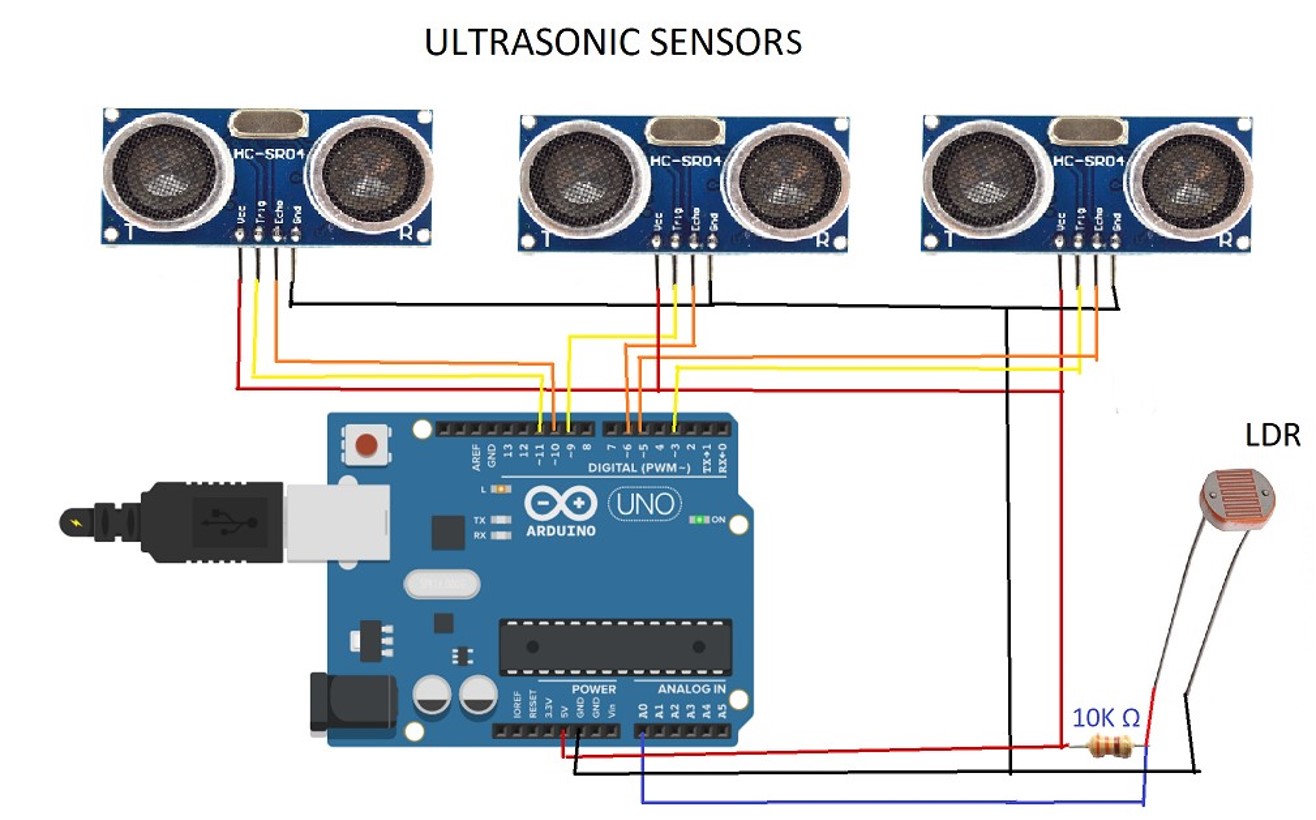 ULTRASONIC SENSORS
HC-SR04
Vcc
Trig
Echo
Gnd
T
R
HC-SR04
Vcc
Trig
Echo
Gnd
T
R
HC-SR04
Vcc
Trig
Echo
Gnd
T
R
LDR
AREF
GND
13
12
~11
~10
~9
8
7
~6
~5
4
~3
2
TX→1
RX←0
DIGITAL (PWM~)
L
TX
RX
ARDUINO
UNO
ON
POWER
ANALOG IN
IOREF
RESET
3.3V
5V
GND
GND
Vin
A0
A1
A2
A3
A4
A5
10K Ω